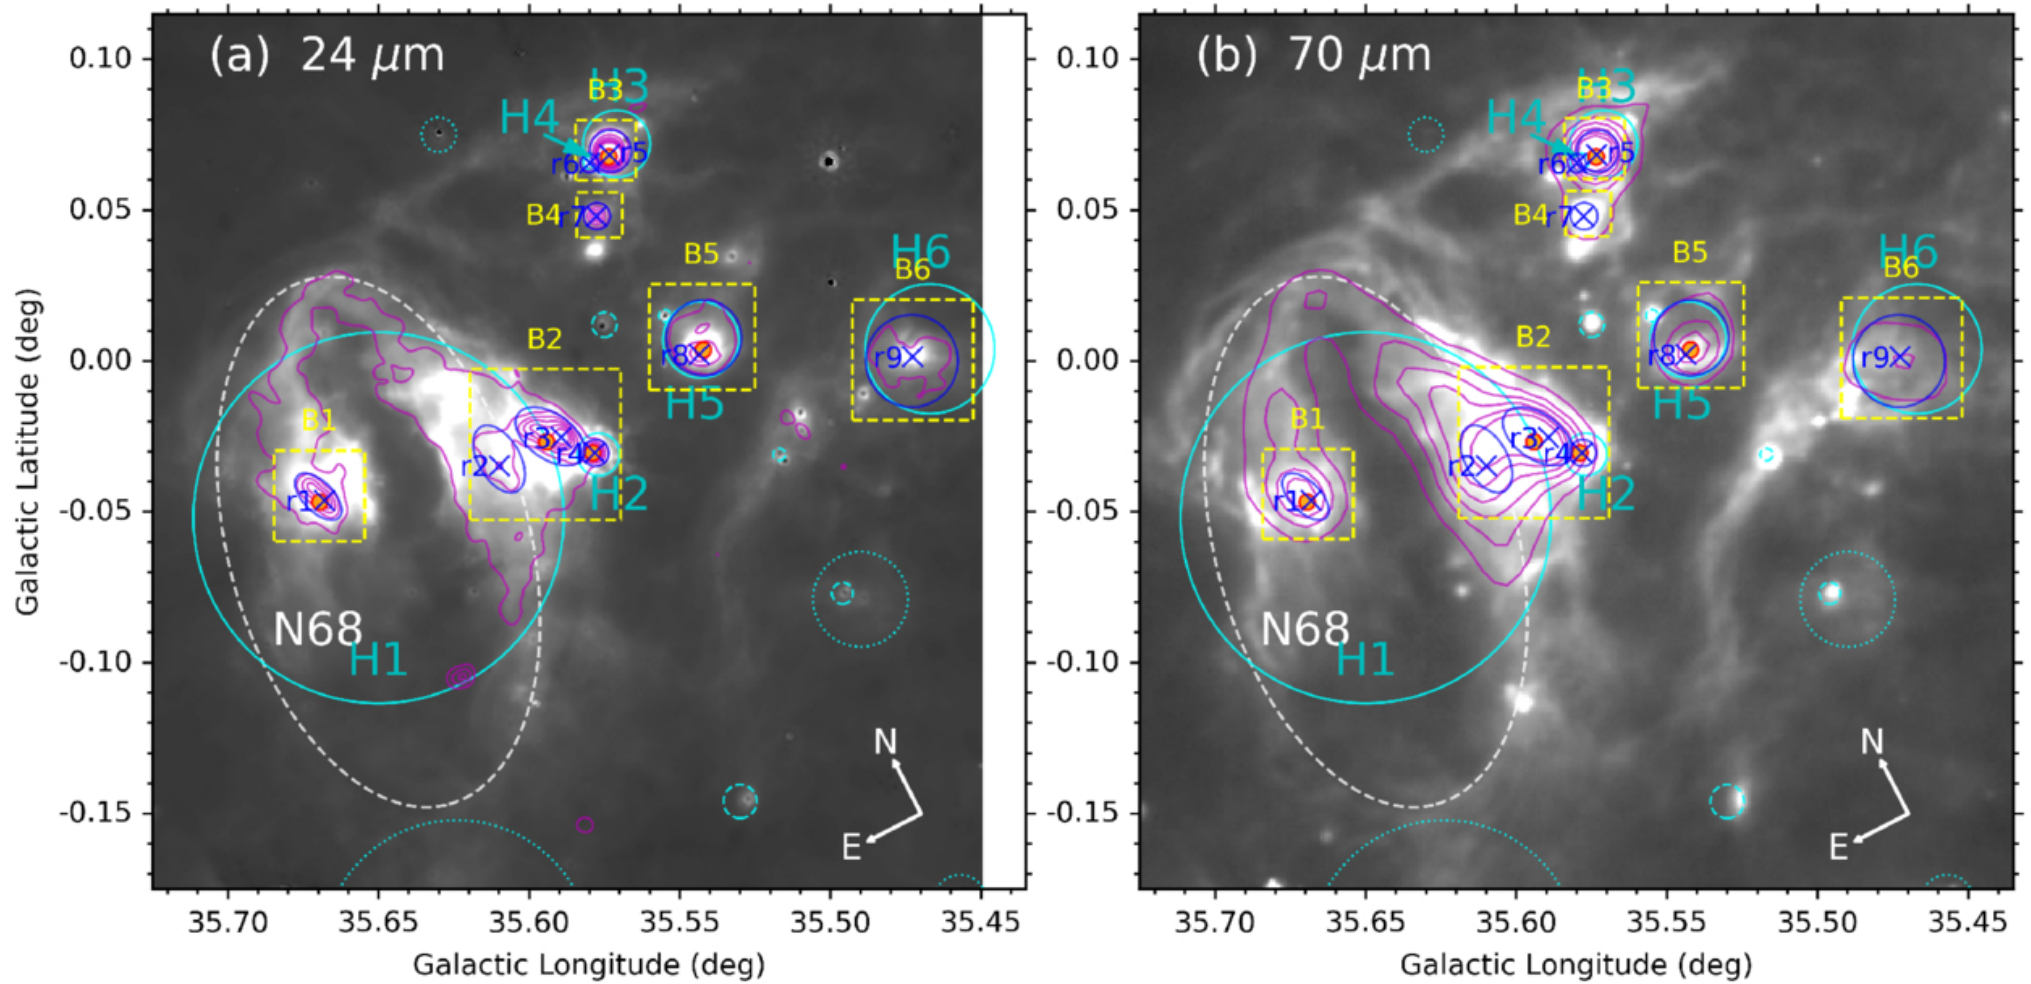 (a) 24 μm
0.10
0.05
0.00
-0.05
-0.10
-0.15
Galactic Latitude (deg)
H3
B3
H4
r5
r6
B4
r7
B5
H6
B6
r8
r9
H5
B2
B1
r3
r4
r2
H2
r1
N68
H1
N
E
35.70 35.65 35.60 35.55 35.50 35.45
Galactic Longitude (deg)
(b) 70 μm
0.10
0.05
0.00
-0.05
-0.10
-0.15
H3
B3
H4
r5
r6
B4
r7
B5
H6
B6
r8
r9
H5
B2
B1
r3
r4
r2
H2
r1
N68
H1
N
E
35.70 35.65 35.60 35.55 35.50 35.45
Galactic Longitude (deg)